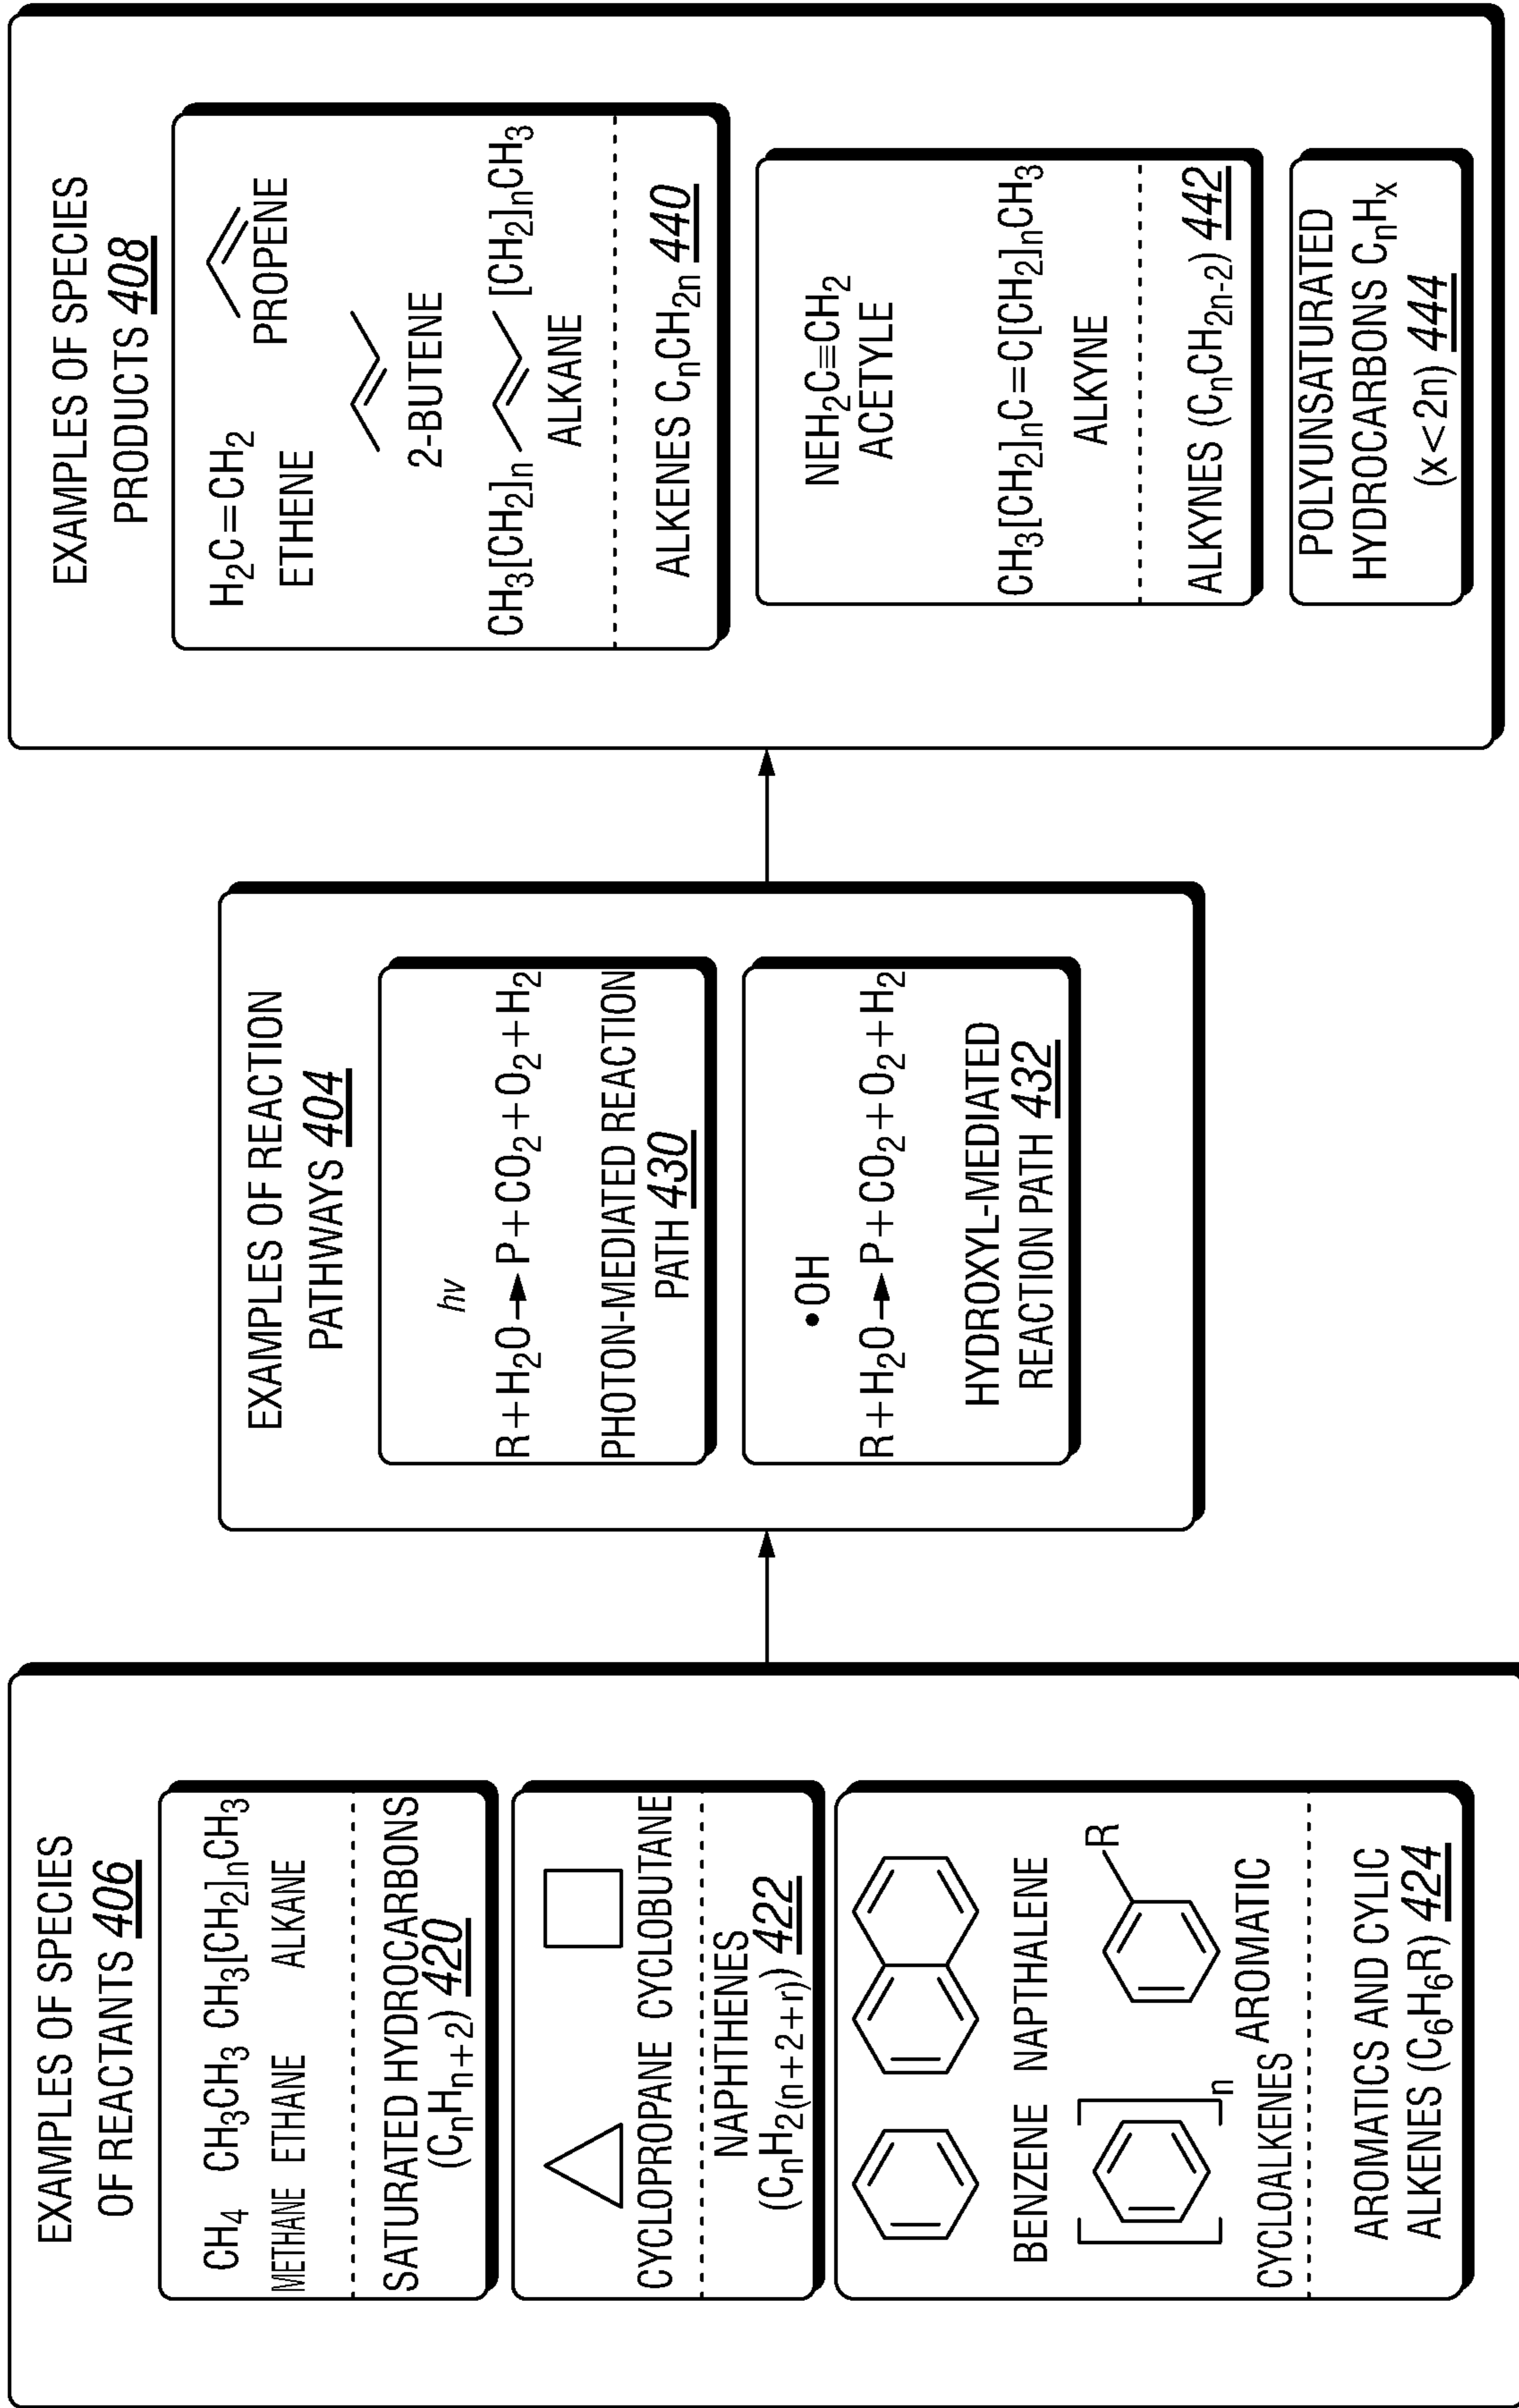 EXAMPLES OF SPECIES
OF REACTANTS 406
CH₄ CH₃CH₃ CH₃[CH₂]ₙCH₃
METHANE ETHANE ALKANE
SATURATED HYDROCARBONS
(CₙHₙ₊₂) 420
CYCLOPROPANE CYCLOBUTANE
NAPHTHENES
(CₙH₂₍ₙ₊₂₊ᵣ₎) 422
BENZENE NAPTHALENE
n
R
CYCLOALKENES AROMATIC
AROMATICS AND CYLIC
ALKENES (C₆H₆R) 424
EXAMPLES OF REACTION
PATHWAYS 404
hv
R+H₂O→P+CO₂+O₂+H₂
PHOTON-MEDIATED REACTION
PATH 430
•OH
R+H₂O→P+CO₂+O₂+H₂
HYDROXYL-MEDIATED
REACTION PATH 432
EXAMPLES OF SPECIES
PRODUCTS 408
H₂C=CH₂
ETHENE PROPENE
2-BUTENE
CH₃[CH₂]ₙ [CH₂]ₙCH₃
ALKANE
ALKENES CₙCH₂ₙ 440
NEH₂C≡CH₂
ACETYLE
CH₃[CH₂]ₙC≡C[CH₂]ₙCH₃
ALKYNE
ALKYNES (CₙCH₂ₙ₋₂) 442
POLYUNSATURATED
HYDROCARBONS CₙHₓ
(x<2n) 444